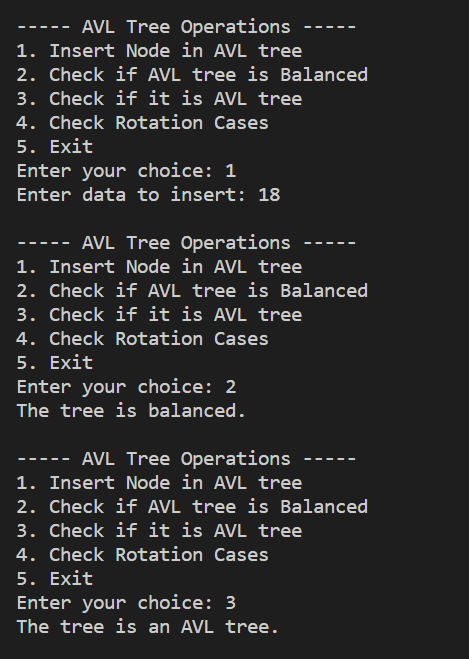 ----- AVL Tree Operations -----
1. Insert Node in AVL tree
2. Check if AVL tree is Balanced
3. Check if it is AVL tree
4. Check Rotation Cases
5. Exit
Enter your choice: 1
Enter data to insert: 18
----- AVL Tree Operations -----
1. Insert Node in AVL tree
2. Check if AVL tree is Balanced
3. Check if it is AVL tree
4. Check Rotation Cases
5. Exit
Enter your choice: 2
The tree is balanced.
----- AVL Tree Operations -----
1. Insert Node in AVL tree
2. Check if AVL tree is Balanced
3. Check if it is AVL tree
4. Check Rotation Cases
5. Exit
Enter your choice: 3
The tree is an AVL tree.